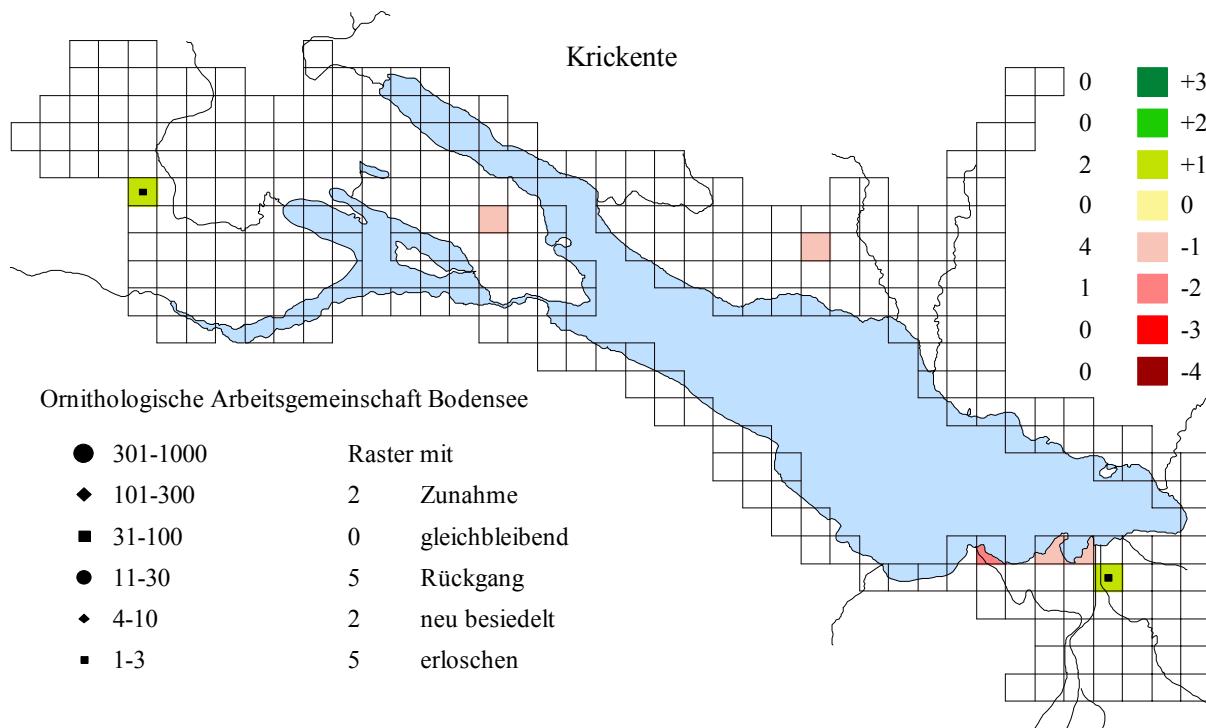 Krickente
0 +3
0 +2
2 +1
0 0
4 -1
1 -2
0 -3
0 -4
Ornithologische Arbeitsgemeinschaft Bodensee
301-1000 Raster mit
101-300 2 Zunahme
31-100 0 gleichbleibend
11-30 5 Rückgang
4-10 2 neu besiedelt
1-3 5 erloschen